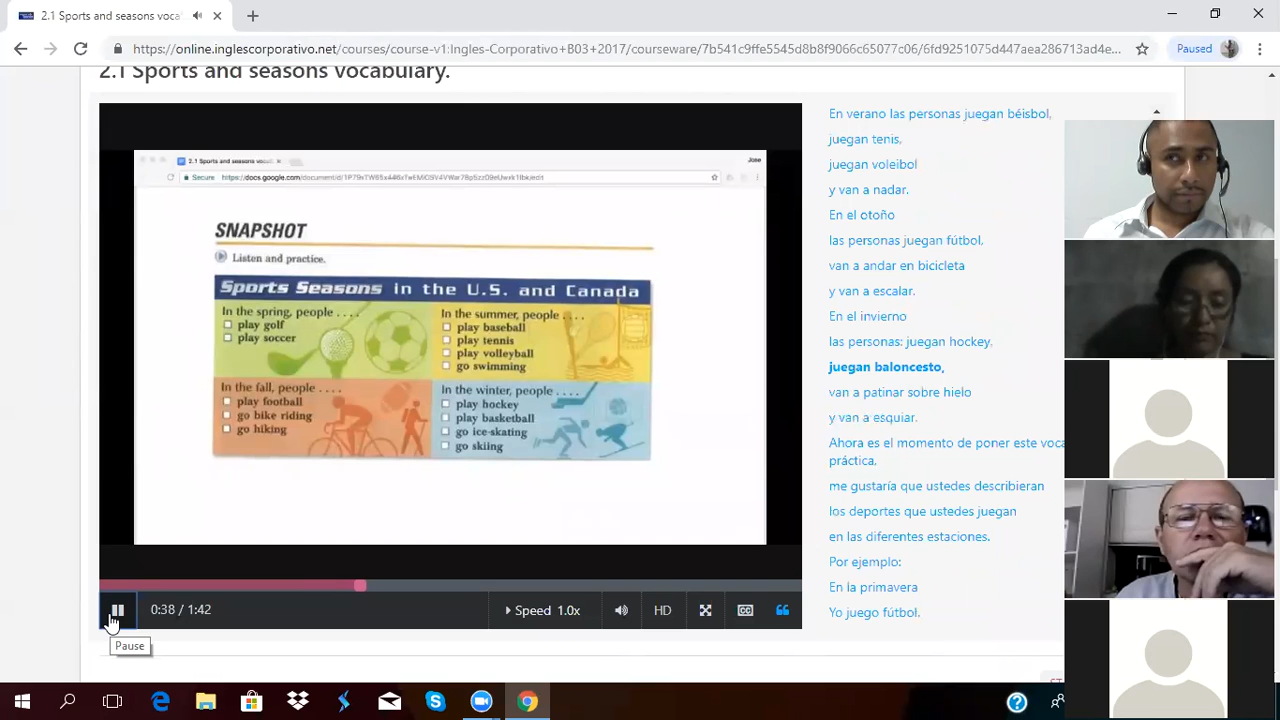 2.1 Sports and seasons voca
https://online.inglescorporativo.net/courses/course-v1:Ingles-Corporativo+B03+2017/courseware/7b541c9ffe5545d8b8f9066c65077c06/6fd9251075d447aea286713ad4e...
Paused
2.1 Sports and seasons vocabulary.
2.1 Sports and seasons
Jose
Secure
SNAPSHOT
Listen and practice.
Sports Seasons in the U.S. and Canada
In the spring, people . . . .
play golf
play soccer
In the summer, people . . . .
play baseball
play tennis
play volleyball
go swimming
In the fall, people . . . .
play football
go bike riding
go hiking
In the winter, people . . . .
play hockey
play basketball
go ice-skating
go skiing
0:38 / 1:42
Speed 1.0x
HD
Pause
En verano las personas juegan béisbol,
juegan tenis,
juegan voleibol
y van a nadar.
En el otoño
las personas juegan fútbol,
van a andar en bicicleta
y van a escalar.
En el invierno
las personas: juegan hockey,
juegan baloncesto,
van a patinar sobre hielo
y van a esquiar.
Ahora es el momento de poner este voca
práctica,
me gustaría que ustedes describieran
los deportes que ustedes juegan
en las diferentes estaciones.
Por ejemplo:
En la primavera
Yo juego fútbol.